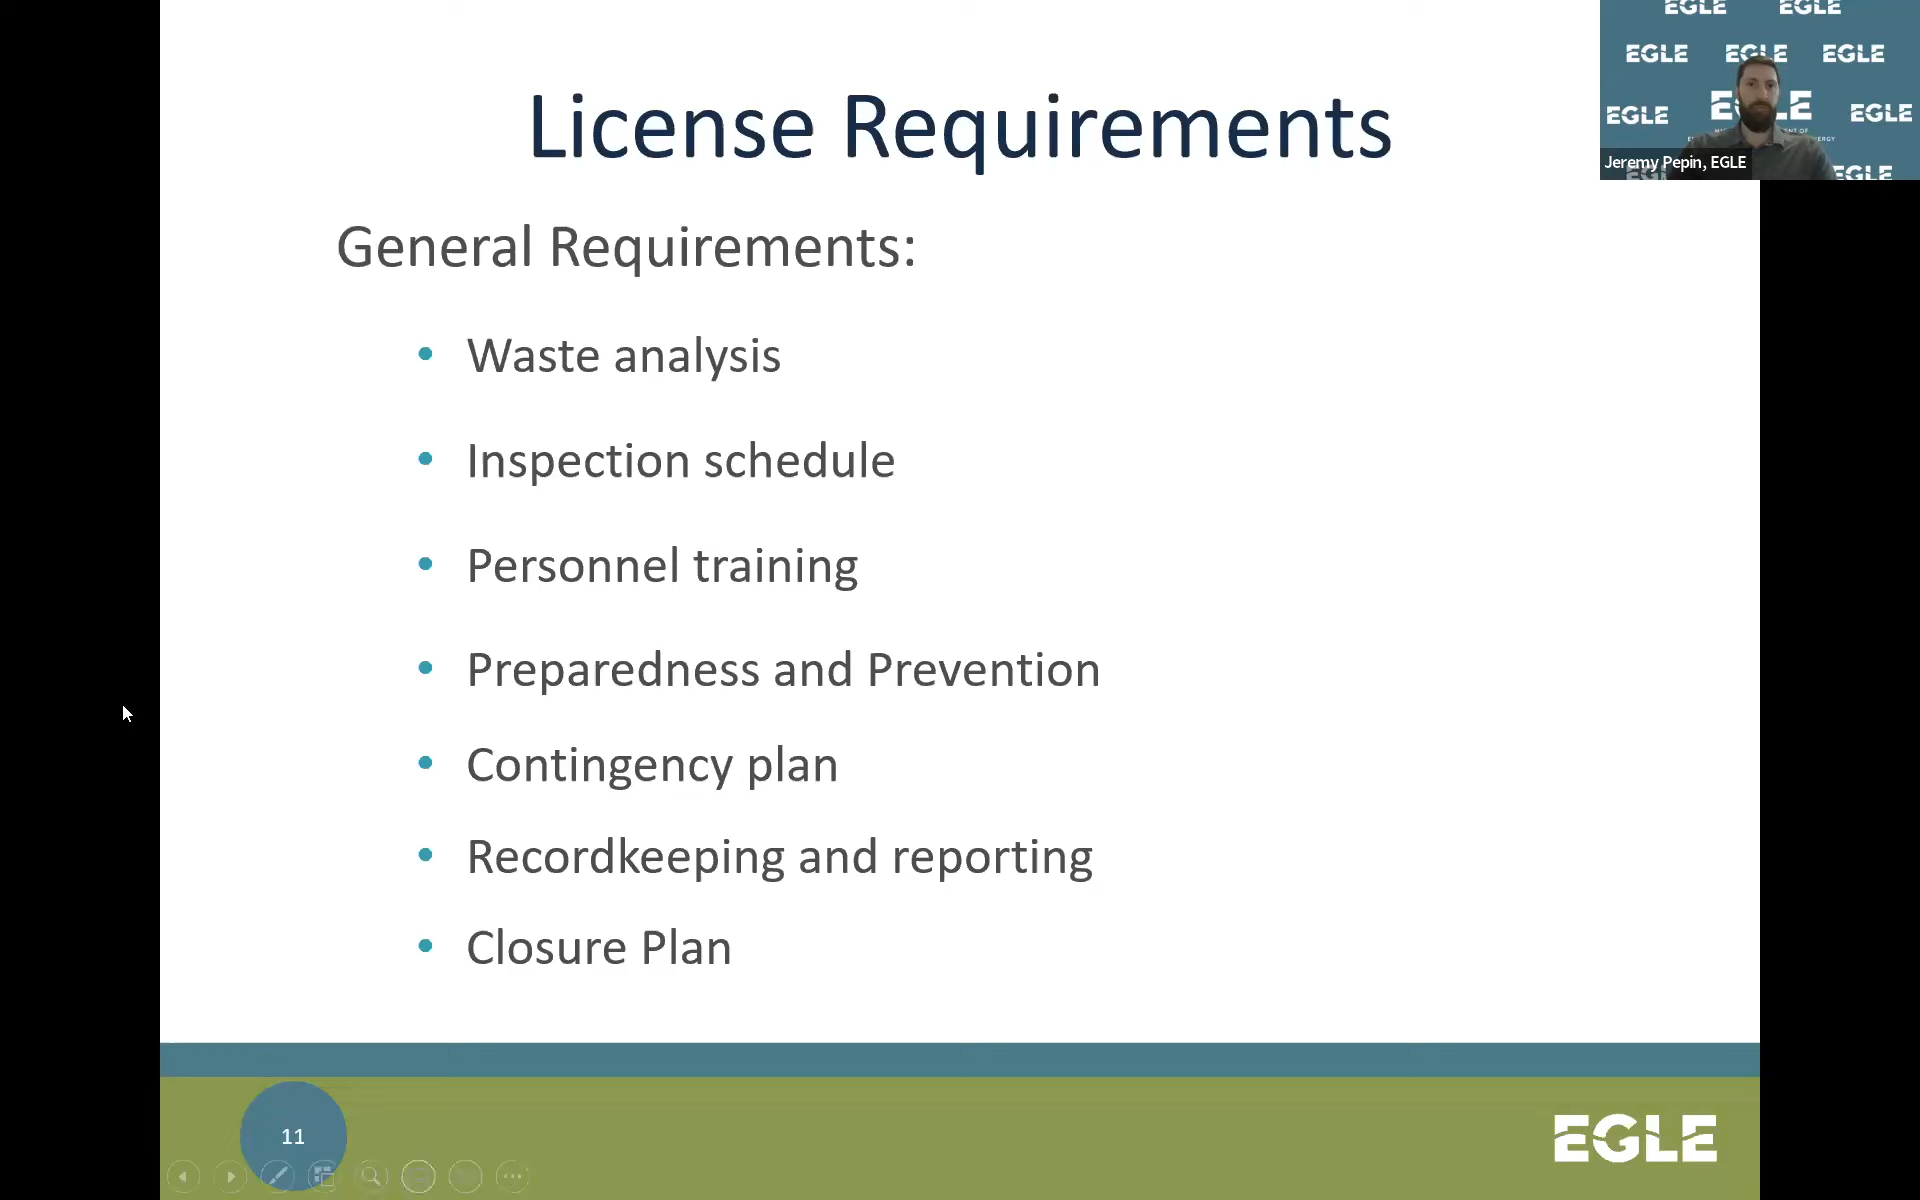 EGLE EGLE
EGLE EGLE EGLE
License Requirements
EGLE EGLE
Jeremy Pepin, EGLE
EGLE
General Requirements:
• Waste analysis
• Inspection schedule
• Personnel training
• Preparedness and Prevention
• Contingency plan
• Recordkeeping and reporting
• Closure Plan
11
EGLE